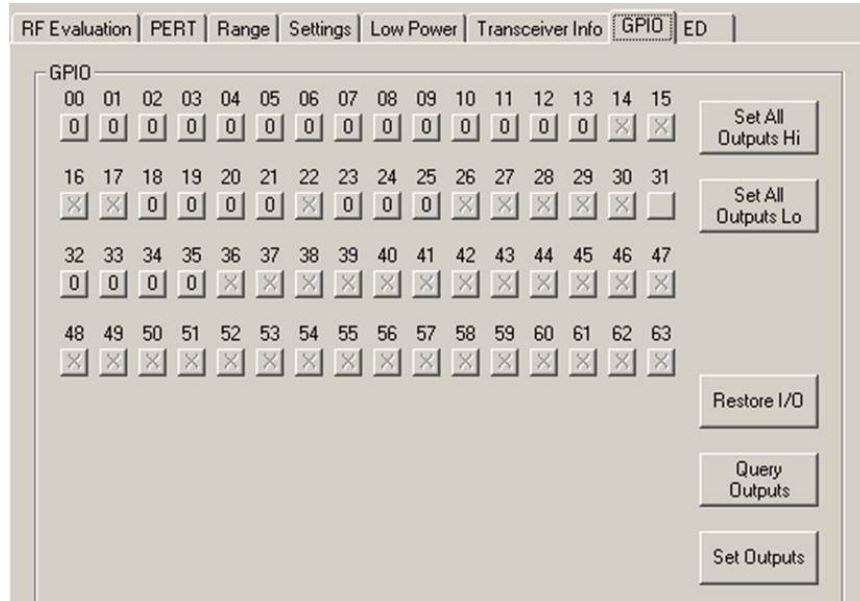 RF Evaluation PERT Range Settings Low Power Transceiver Info GPIO ED
GPIO
00 01 02 03 04 05 06 07 08 09 10 11 12 13 14 15
0 0 0 0 0 0 0 0 0 0 0 0 0 0 X X
Set All
Outputs Hi
16 17 18 19 20 21 22 23 24 25 26 27 28 29 30 31
X X 0 0 0 0 X 0 0 0 X X X X X
Set All
Outputs Lo
32 33 34 35 36 37 38 39 40 41 42 43 44 45 46 47
0 0 0 0 X X X X X X X X X X X X
48 49 50 51 52 53 54 55 56 57 58 59 60 61 62 63
X X X X X X X X X X X X X X X X
Restore I/O
Query
Outputs
Set Outputs